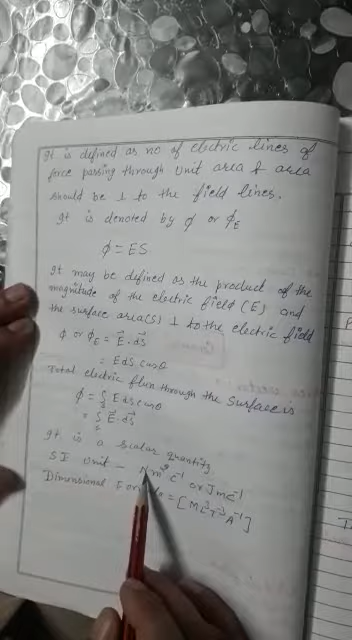 It is defined as no of electric lines of
force passing through Unit area & area
should be ⊥ to the field lines.
It is denoted by ϕ or ϕE
ϕ = ES
It may be defined as the product of the
magnitude of the electric field (E) and
the surface area(s) ⊥ to the electric field
ϕ or ϕE = E⃗.dS⃗
= Eds cosθ
Total electric flux through the Surface is
ϕ = ∫s Eds cosθ
= ∫s E⃗.ds⃗
It is a scalar quantity
SI Unit – Nm²c⁻¹ or Jmc⁻¹
Dimensional = [ML³T⁻³A⁻¹]